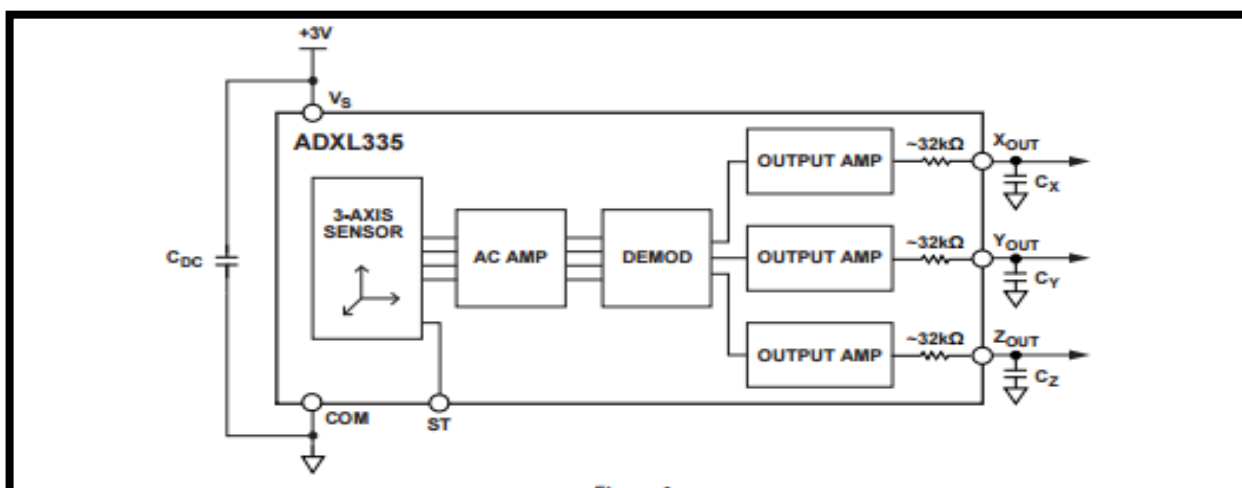 +3V
VS
ADXL335
3-AXIS
SENSOR
AC AMP
DEMOD
OUTPUT AMP
~32kΩ
XOUT
CX
CDC
OUTPUT AMP
~32kΩ
YOUT
CY
OUTPUT AMP
~32kΩ
ZOUT
CZ
COM
ST